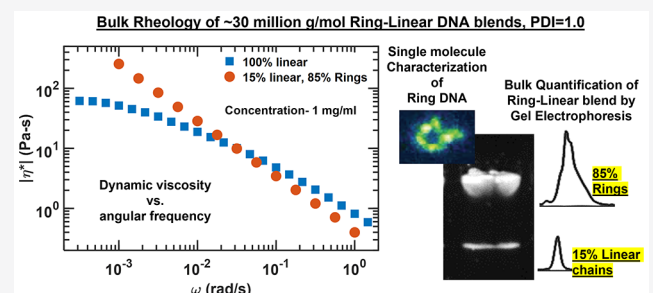 Bulk Rheology of ~30 million g/mol Ring-Linear DNA blends, PDI=1.0
100% linear
15% linear, 85% Rings
Concentration- 1 mg/ml
Dynamic viscosity
vs.
angular frequency
|η*| (Pa-s)
10²
10¹
10⁰
10⁻³
10⁻²
10⁻¹
10⁰
ω (rad/s)
Single molecule
Characterization
of
Ring DNA
Bulk Quantification of
Ring-Linear blend by
Gel Electrophoresis
85%
Rings
15% Linear
chains